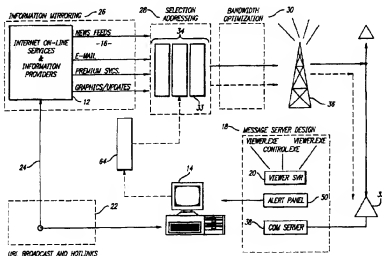 INFORMATION MIRRORING 26
28 SELECTION ADDRESSING
BANDWIDTH OPTIMIZATION 30
NEWS FEEDS
-16-
34
INTERNET ON-LINE SERVICES & INFORMATION PROVIDERS
E-MAIL
PREMIUM SVCS.
GRAPHICS/UPDATES
12
33
36
24
64
14
18 MESSAGE SERVER DESIGN
VIEWER.EXE VIEWER.EXE
CONTROL.EXE
20 VIEWER SVR
ALERT PANEL 50
38 COM SERVER
22
URL BROADCAST AND HOTLINKS